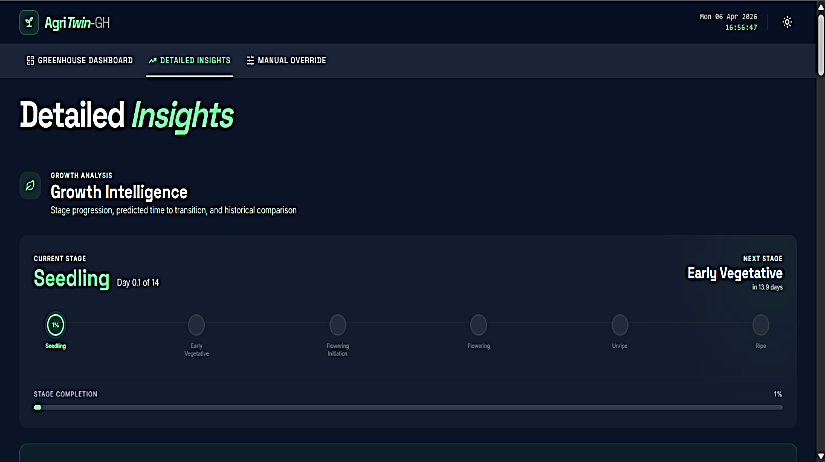 AgriTwin-GH
Mon 06 Apr 2026
16:56:47
GREENHOUSE DASHBOARD
DETAILED INSIGHTS
MANUAL OVERRIDE
Detailed Insights
GROWTH ANALYSIS
Growth Intelligence
Stage progression, predicted time to transition, and historical comparison
CURRENT STAGE
Seedling Day 0.1 of 14
NEXT STAGE
Early Vegetative
in 13.9 days
1%
Seedling
Early
Vegetative
Flowering
Initiation
Flowering
Unripe
Ripe
STAGE COMPLETION
1%